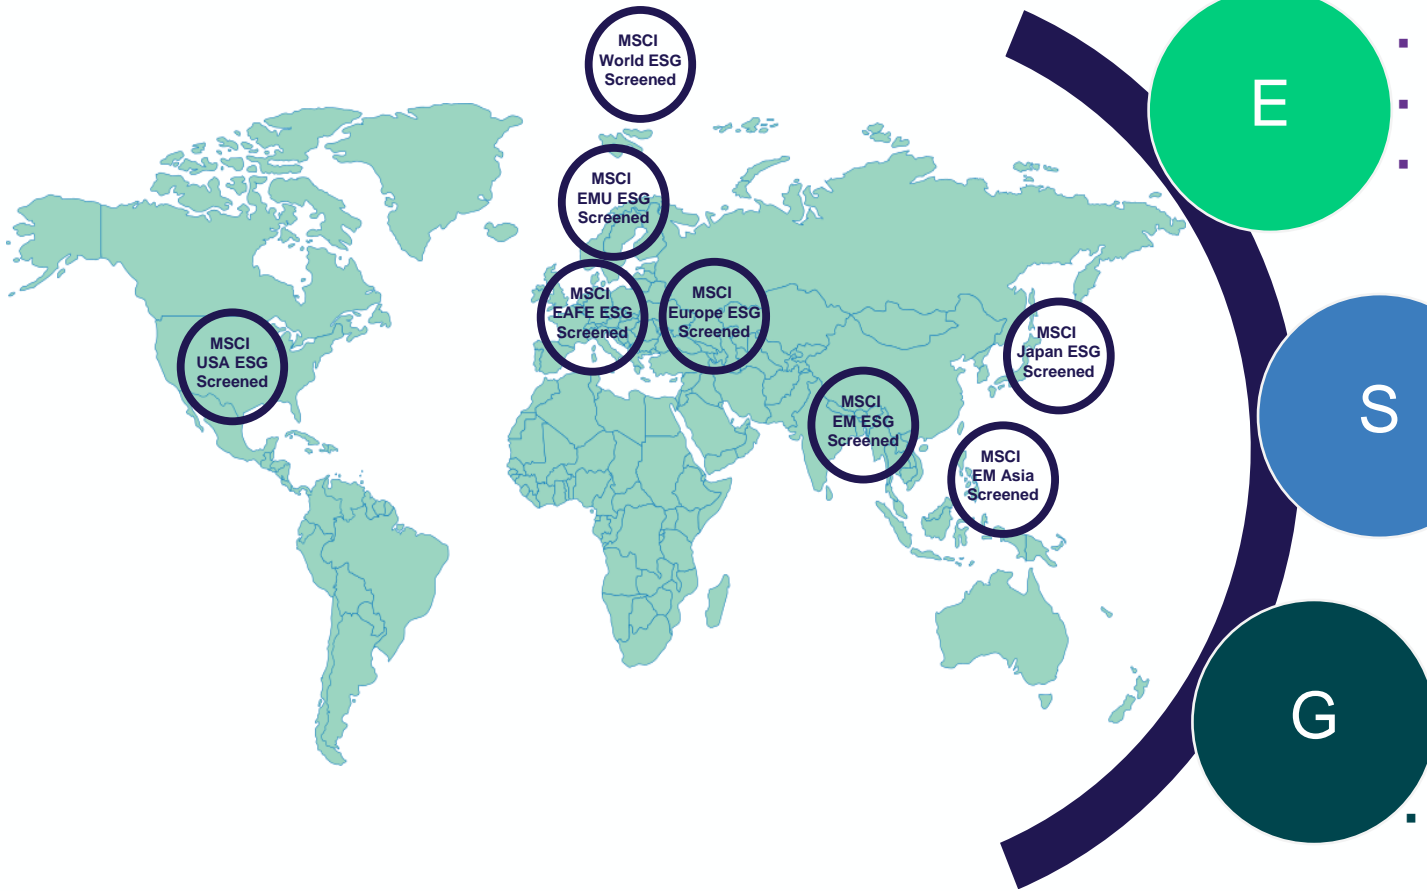 MSCI
World ESG
Screened
MSCI
EMU ESG
Screened
MSCI
EAFE ESG
Screened
MSCI
Europe ESG
Screened
MSCI
USA ESG
Screened
MSCI
Japan ESG
Screened
MSCI
EM ESG
Screened
MSCI
EM Asia
Screened
E
S
G